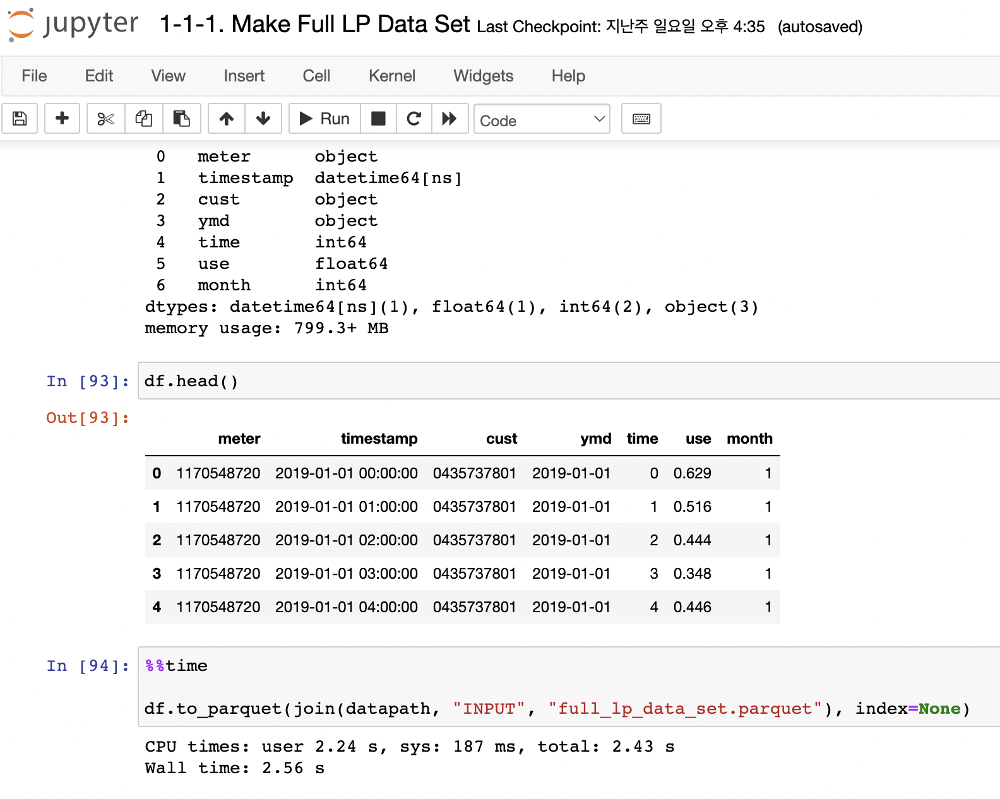 jupyter 1-1-1. Make Full LP Data Set Last Checkpoint: 지난주 일요일 오후 4:35 (autosaved)
File Edit View Insert Cell Kernel Widgets Help
Run Code
0 meter object
1 timestamp datetime64[ns]
2 cust object
3 ymd object
4 time int64
5 use float64
6 month int64
dtypes: datetime64[ns](1), float64(1), int64(2), object(3)
memory usage: 799.3+ MB
In [93]: df.head()
Out[93]:
meter timestamp cust ymd time use month
0 1170548720 2019-01-01 00:00:00 0435737801 2019-01-01 0 0.629 1
1 1170548720 2019-01-01 01:00:00 0435737801 2019-01-01 1 0.516 1
2 1170548720 2019-01-01 02:00:00 0435737801 2019-01-01 2 0.444 1
3 1170548720 2019-01-01 03:00:00 0435737801 2019-01-01 3 0.348 1
4 1170548720 2019-01-01 04:00:00 0435737801 2019-01-01 4 0.446 1
In [94]: %%time
df.to_parquet(join(datapath, "INPUT", "full_lp_data_set.parquet"), index=None)
CPU times: user 2.24 s, sys: 187 ms, total: 2.43 s
Wall time: 2.56 s